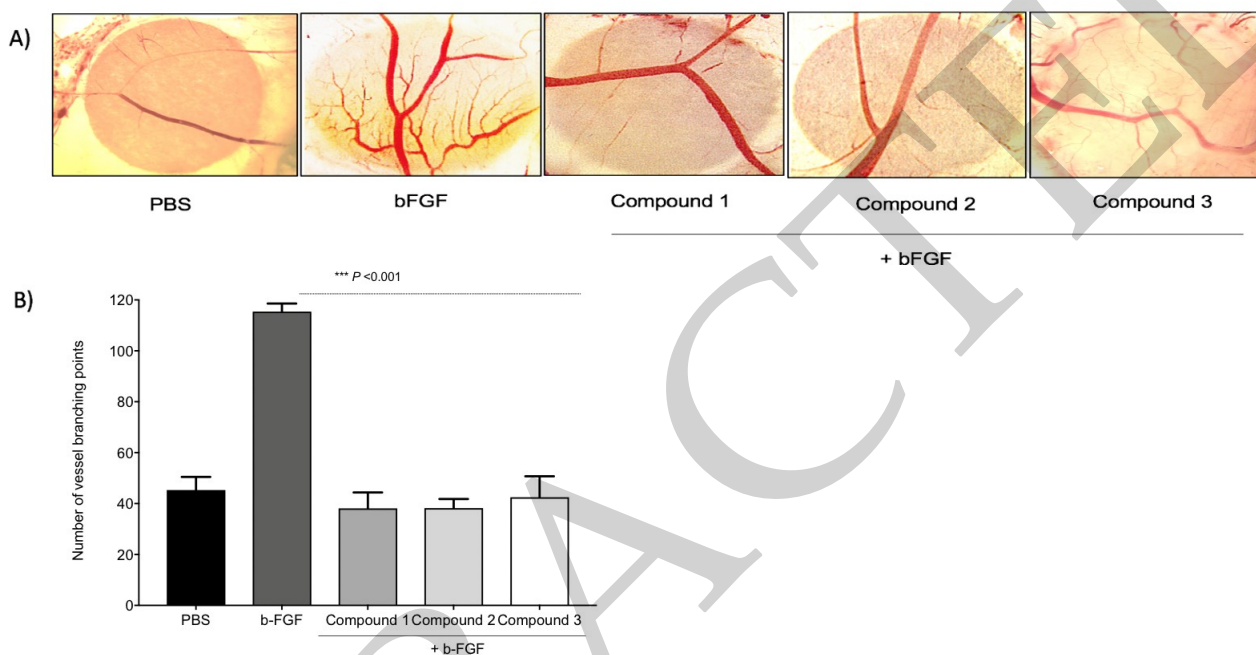 A)
PBS
bFGF
Compound 1
Compound 2
Compound 3
+ bFGF
B)
*** P <0.001
Number of vessel branching points
120
100
80
60
40
20
0
PBS
b-FGF
Compound 1
Compound 2
Compound 3
+ b-FGF
RACTED